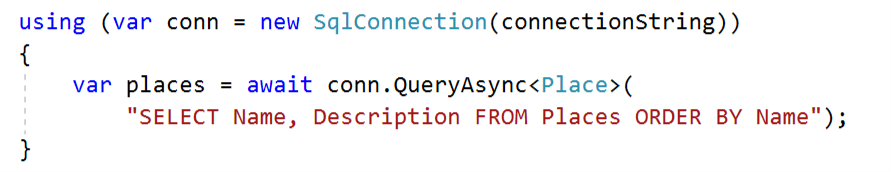 using (var conn = new SqlConnection(connectionString))
{
    var places = await conn.QueryAsync<Place>(
        "SELECT Name, Description FROM Places ORDER BY Name");
}